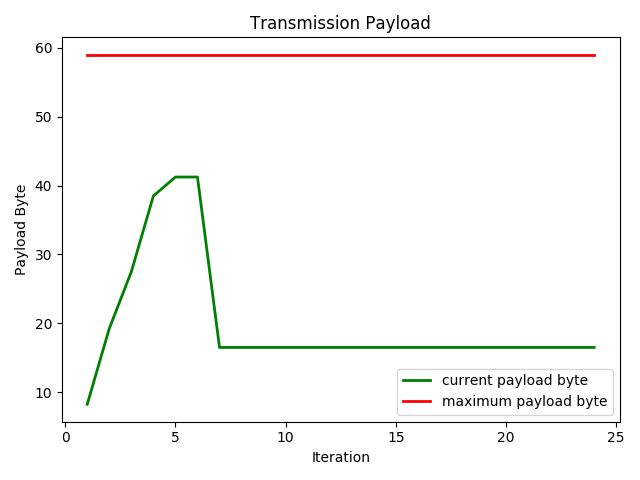 Transmission Payload
60
50
40
30
20
10
Payload Byte
current payload byte
maximum payload byte
0
5
10
15
20
25
Iteration